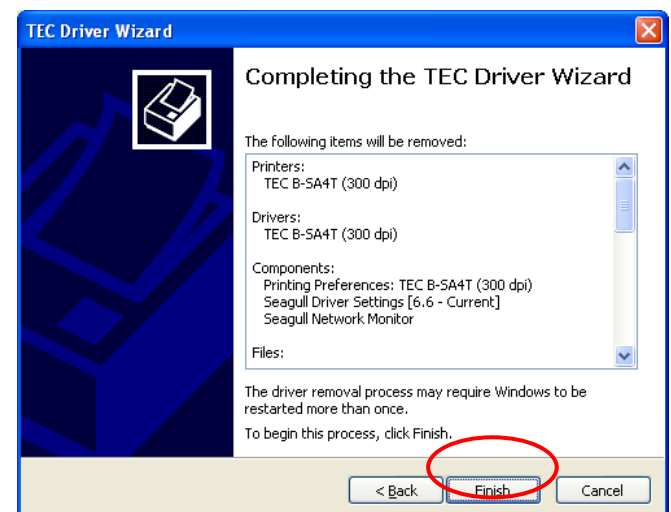 TEC Driver Wizard
Completing the TEC Driver Wizard
The following items will be removed:
Printers:
TEC B-SA4T (300 dpi)
Drivers:
TEC B-SA4T (300 dpi)
Components:
Printing Preferences: TEC B-SA4T (300 dpi)
Seagull Driver Settings [6.6 - Current]
Seagull Network Monitor
Files:
The driver removal process may require Windows to be
restarted more than once.
To begin this process, click Finish.
< Back Finish Cancel